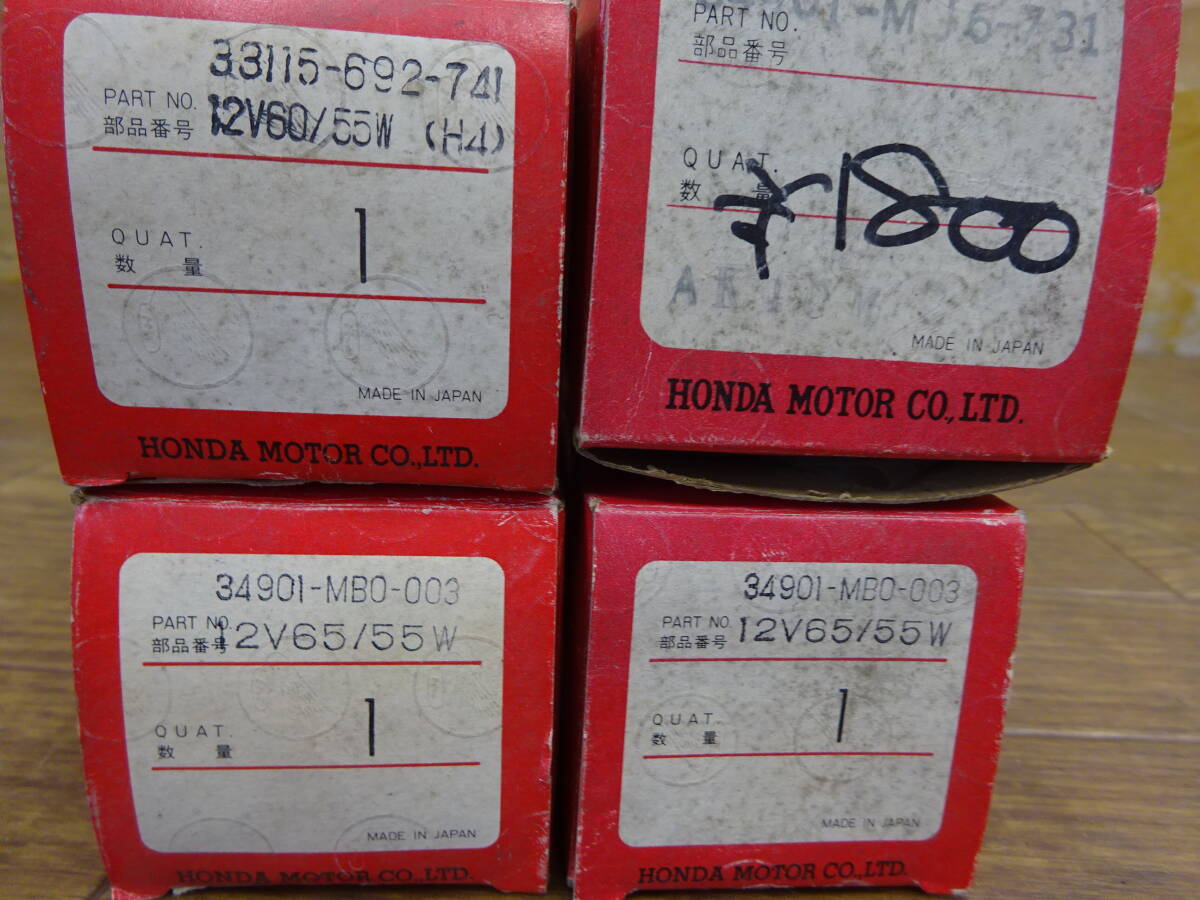 33115-692-741
PART NO.
部品番号 12V60/55W (H4)
QUAT.
数 量 1
MADE IN JAPAN
HONDA MOTOR CO.,LTD.
PART NO.
部品番号
QUAT.
数 量
¥1800
MADE IN JAPAN
HONDA MOTOR CO.,LTD.
34901-MB0-003
PART NO.
部品番号 12V65/55W
QUAT.
数 量 1
MADE IN JAPAN
HONDA MOTOR CO.,LTD.
34901-MB0-003
PART NO.
部品番号 12V65/55W
QUAT.
数 量 1
MADE IN JAPAN
HONDA MOTOR CO.,LTD.